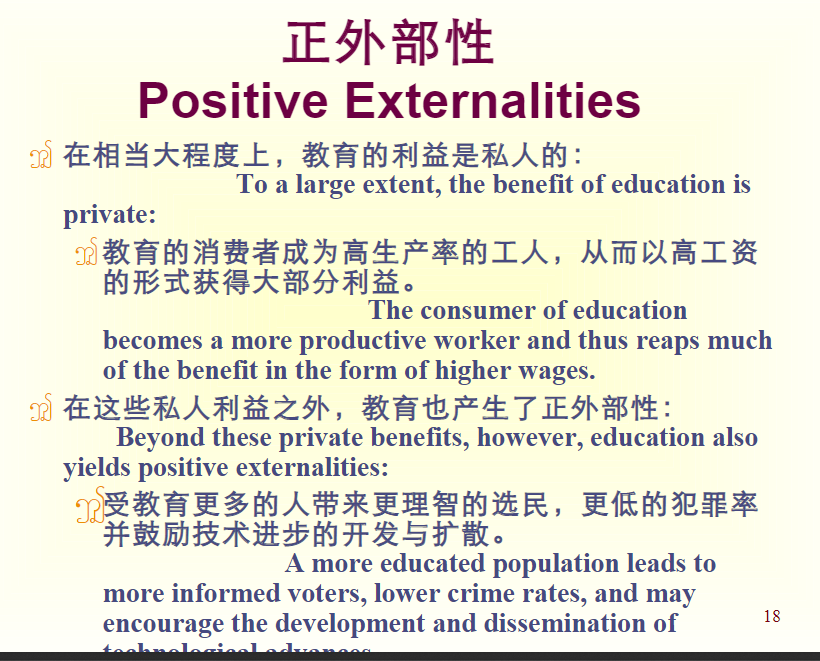 正外部性
Positive Externalities
在相当大程度上，教育的利益是私人的：
To a large extent, the benefit of education is
private:
教育的消费者成为高生产率的工人，从而以高工资
的形式获得大部分利益。
The consumer of education
becomes a more productive worker and thus reaps much
of the benefit in the form of higher wages.
在这些私人利益之外，教育也产生了正外部性：
Beyond these private benefits, however, education also
yields positive externalities:
受教育更多的人带来更理智的选民，更低的犯罪率
并鼓励技术进步的开发与扩散。
A more educated population leads to
more informed voters, lower crime rates, and may
encourage the development and dissemination of
technological advances
18